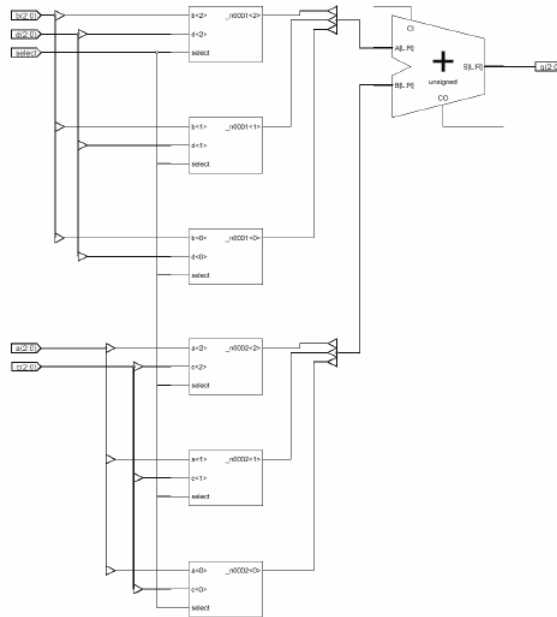 b(2:0)
d(2:0)
select
b<2>
_n0001<2>
d<2>
select
b<1>
_n0001<1>
d<1>
select
b<0>
_n0001<0>
d<0>
select
CI
A[L:R]
+
S[L:R]
unsigned
B[L:R]
CO
a(2:0)
c(2:0)
a<2>
_n0002<2>
c<2>
select
a<1>
_n0002<1>
c<1>
select
a<0>
_n0002<0>
c<0>
select